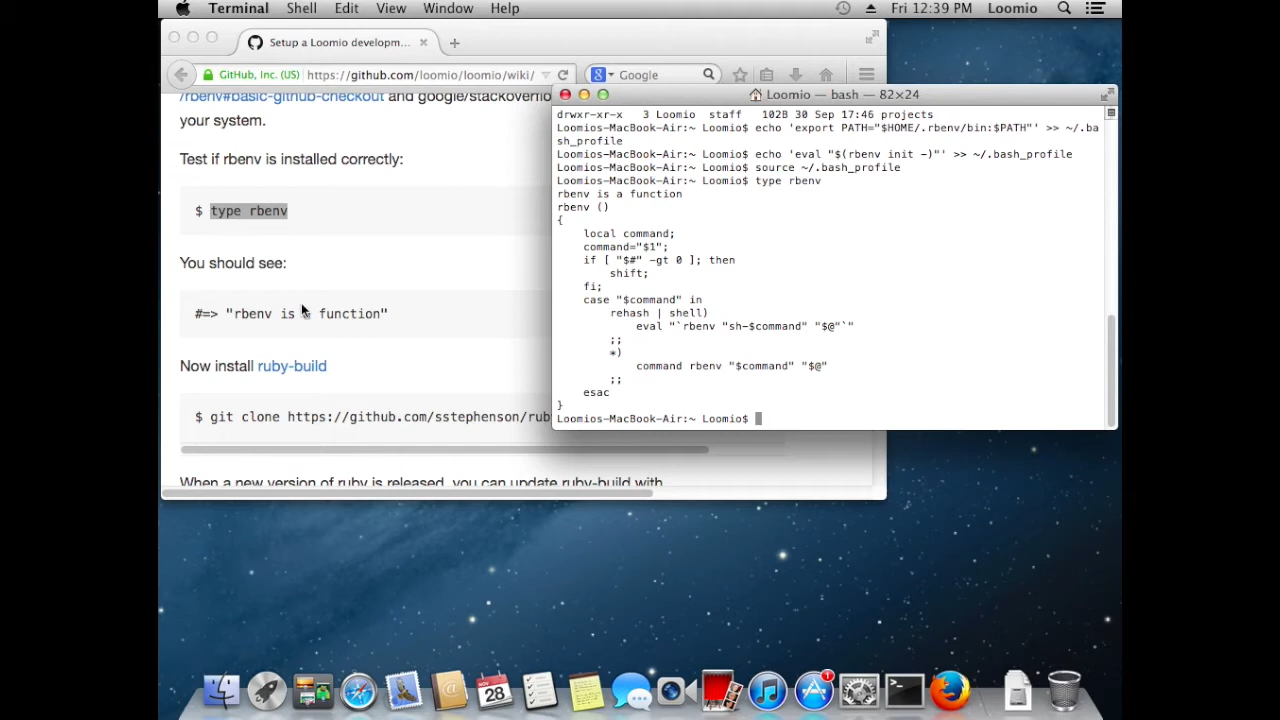 Terminal Shell Edit View Window Help Fri 12:39 PM Loomio
Setup a Loomio developm...
GitHub, Inc. (US) https://github.com/loomio/loomio/wiki/ Google
/rbenv#basic-github-checkout and google/stackoverflo
your system.
Test if rbenv is installed correctly:
$ type rbenv
You should see:
#=> "rbenv is a function"
Now install ruby-build
$ git clone https://github.com/sstephenson/rub
When a new version of ruby is released, you can update ruby-build with
Loomio — bash — 82×24
drwxr-xr-x 3 Loomio staff 102B 30 Sep 17:46 projects
Loomios-MacBook-Air:~ Loomio$ echo 'export PATH="$HOME/.rbenv/bin:$PATH"' >> ~/.ba
sh_profile
Loomios-MacBook-Air:~ Loomio$ echo 'eval "$(rbenv init -)"' >> ~/.bash_profile
Loomios-MacBook-Air:~ Loomio$ source ~/.bash_profile
Loomios-MacBook-Air:~ Loomio$ type rbenv
rbenv is a function
rbenv ()
{
local command;
command="$1";
if [ "$#" -gt 0 ]; then
shift;
fi;
case "$command" in
rehash | shell)
eval "`rbenv "sh-$command" "$@"`"
;;
*)
command rbenv "$command" "$@"
;;
esac
}
Loomios-MacBook-Air:~ Loomio$
NOV
28
1